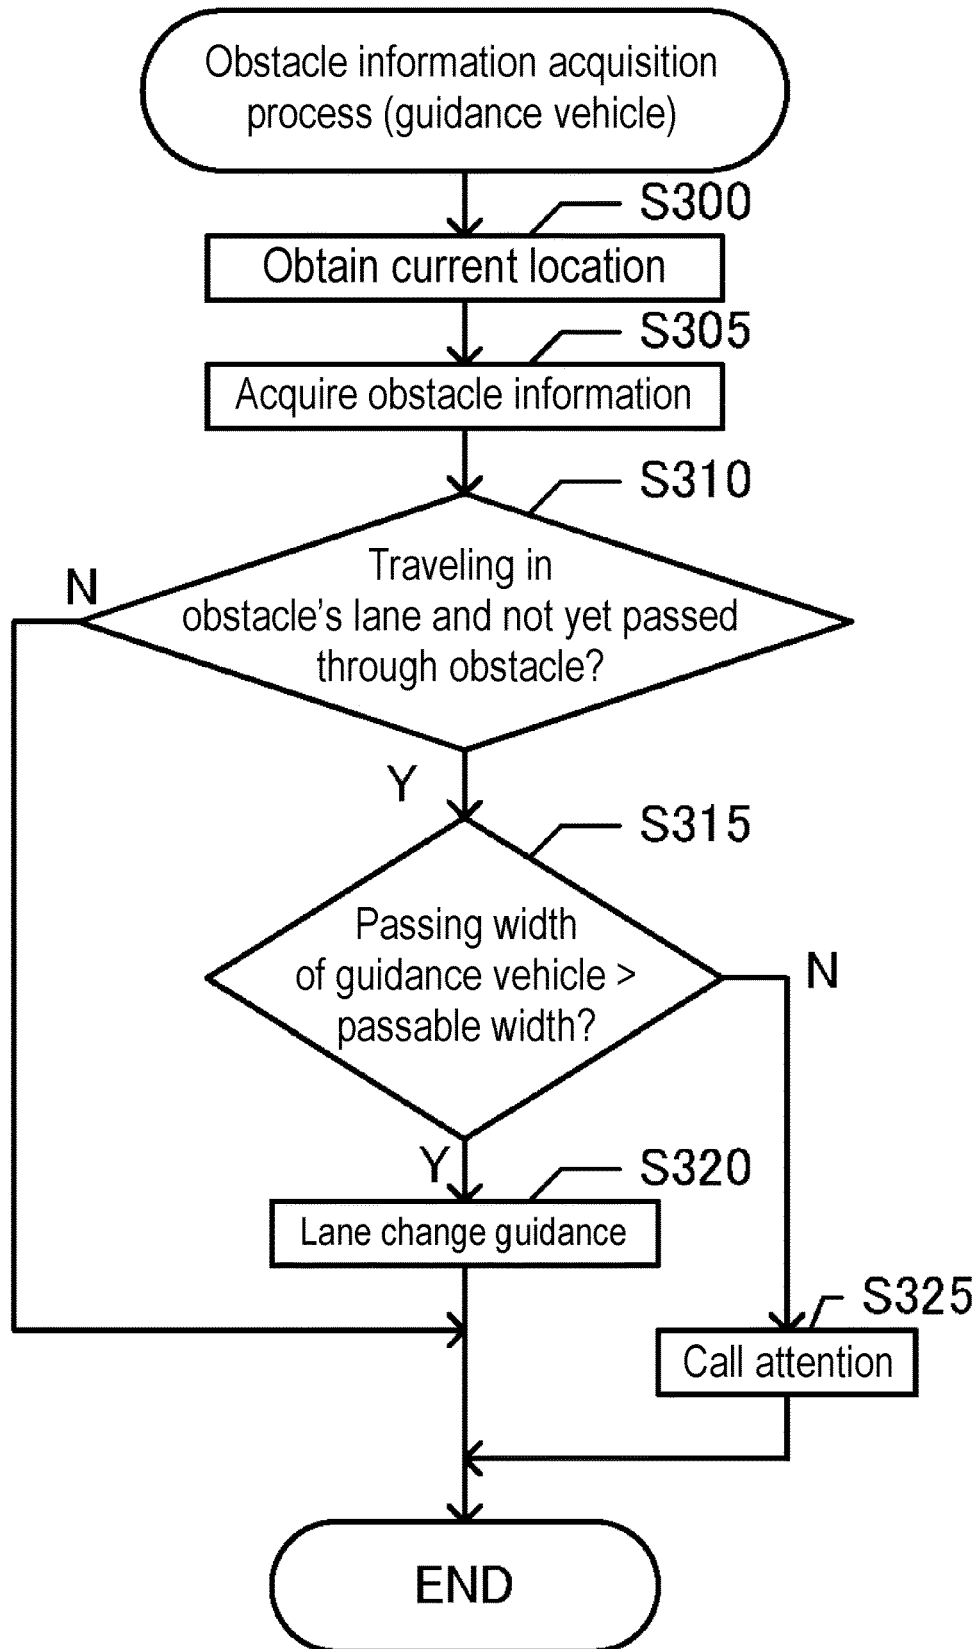 Obstacle information acquisition
process (guidance vehicle)
S300
Obtain current location
S305
Acquire obstacle information
S310
Traveling in
obstacle’s lane and not yet passed
through obstacle?
N
Y
S315
Passing width
of guidance vehicle >
passable width?
N
Y
S320
Lane change guidance
S325
Call attention
END